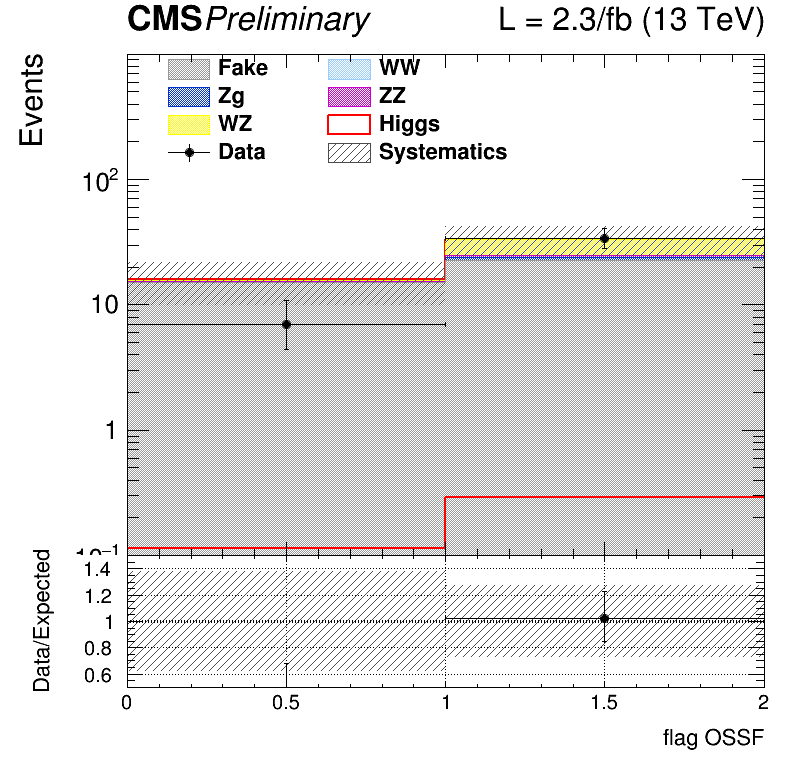 CMS Preliminary L = 2.3/fb (13 TeV)
Events
Fake WW
Zg ZZ
WZ Higgs
Data Systematics
10²
10
1
Data/Expected
1.4
1.2
1
0.8
0.6
0 0.5 1 1.5 2
flag OSSF